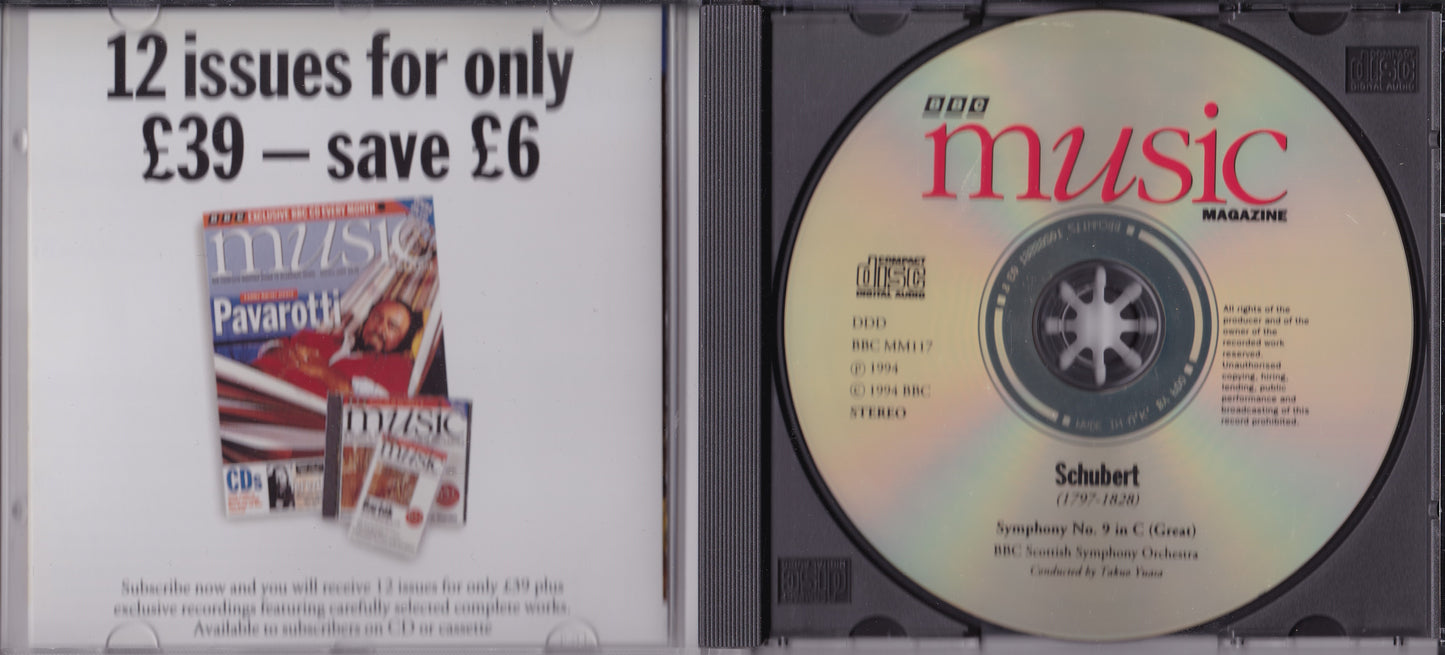 12 issues for only
£39 – save £6
BBC EXCLUSIVE BBC CD EVERY MONTH
music
Pavarotti
CDs
music
music
Subscribe now and you will receive 12 issues for only £39 plus
exclusive recordings featuring carefully selected complete works.
Available to subscribers on CD or cassette
BBC
music
MAGAZINE
COMPACT
disc
DIGITAL AUDIO
DDD
BBC MM117
℗ 1994
© 1994 BBC
STEREO
All rights of the
producer and of the
owner of the
recorded work
reserved.
Unauthorised
copying, hiring,
lending, public
performance and
broadcasting of this
record prohibited.
Schubert
(1797-1828)
Symphony No. 9 in C (Great)
BBC Scottish Symphony Orchestra
Conducted by Takuo Yuasa
COMPACT
disc
DIGITAL AUDIO